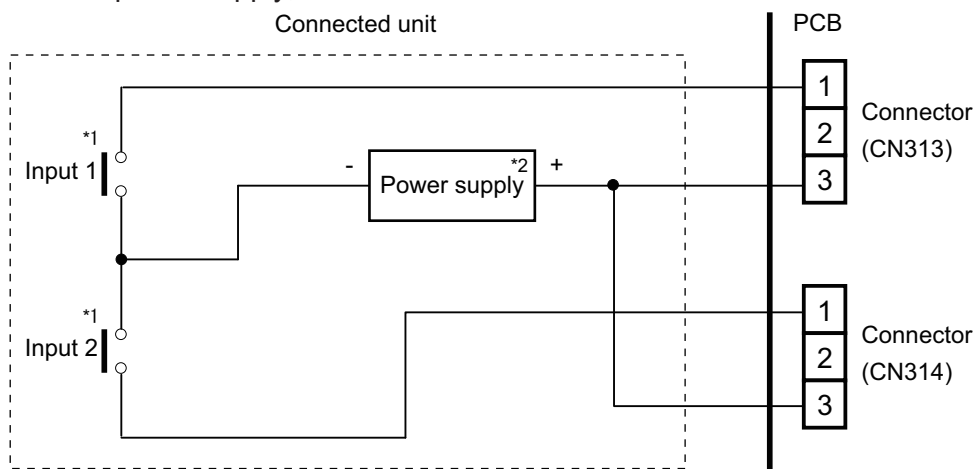 Connected unit
PCB
*1
Input 1
- Power supply *2 +
*1
Input 2
1
2
3
Connector
(CN313)
1
2
3
Connector
(CN314)